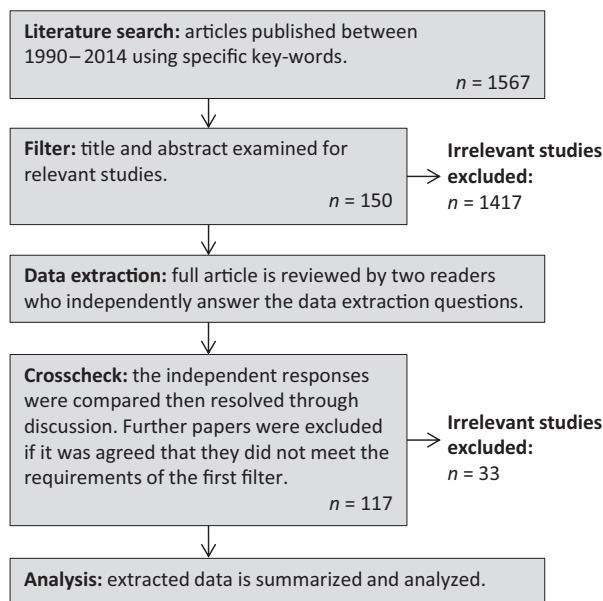 Literature search: articles published between
1990–2014 using specific key-words.
n = 1567
Filter: title and abstract examined for
relevant studies.
n = 150
Irrelevant studies
excluded:
n = 1417
Data extraction: full article is reviewed by two readers
who independently answer the data extraction questions.
Crosscheck: the independent responses
were compared then resolved through
discussion. Further papers were excluded
if it was agreed that they did not meet the
requirements of the first filter.
n = 117
Irrelevant studies
excluded:
n = 33
Analysis: extracted data is summarized and analyzed.